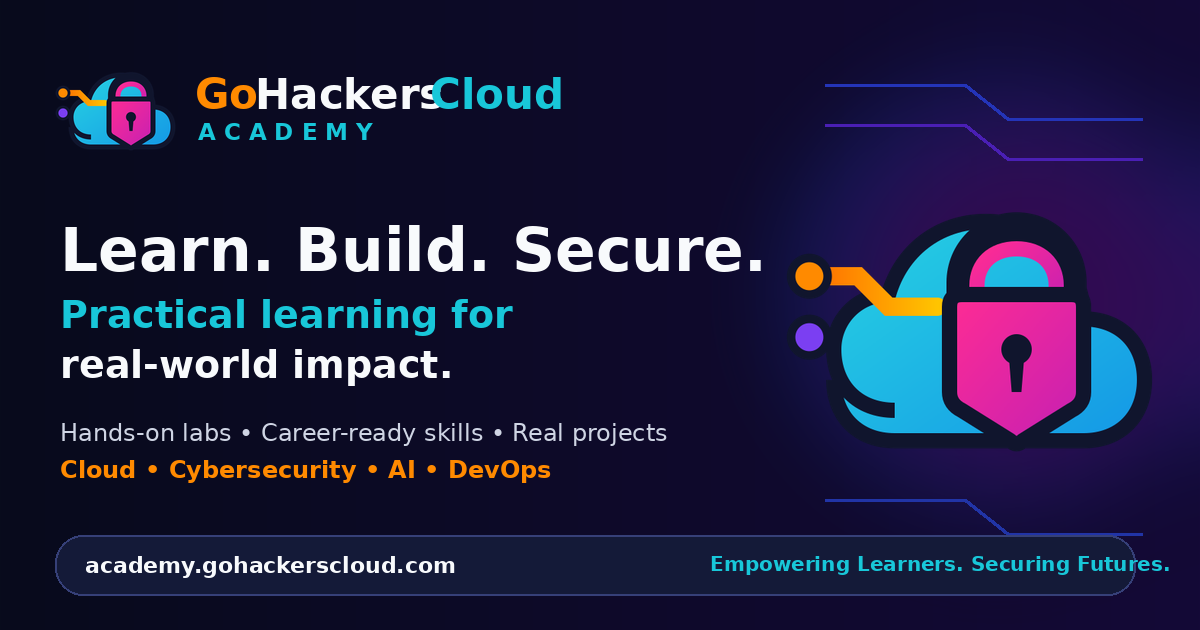 GoHackersCloud
ACADEMY
Learn. Build. Secure.
Practical learning for
real-world impact.
Hands-on labs • Career-ready skills • Real projects
Cloud • Cybersecurity • AI • DevOps
academy.gohackerscloud.com
Empowering Learners. Securing Futures.